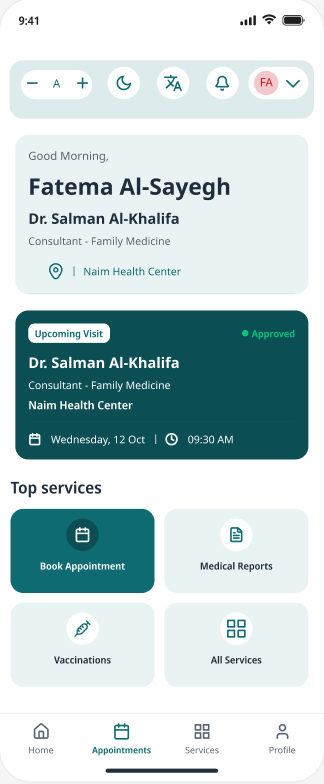 9:41
— A + FA
Good Morning,
Fatema Al-Sayegh
Dr. Salman Al-Khalifa
Consultant - Family Medicine
| Naim Health Center
Upcoming Visit Approved
Dr. Salman Al-Khalifa
Consultant - Family Medicine
Naim Health Center
Wednesday, 12 Oct | 09:30 AM
Top services
Book Appointment Medical Reports
Vaccinations All Services
Home Appointments Services Profile